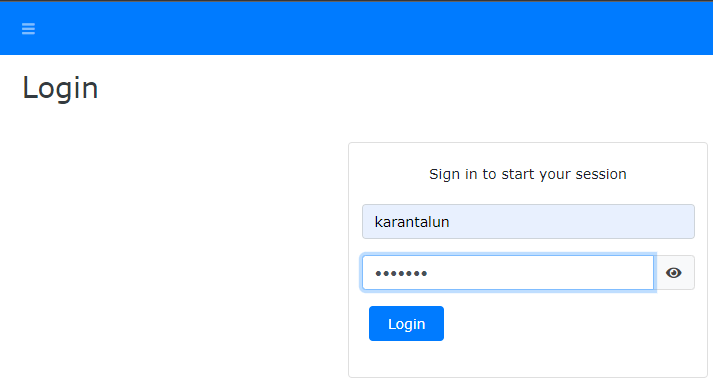 Login
Sign in to start your session
karantalun
•••••••
Login